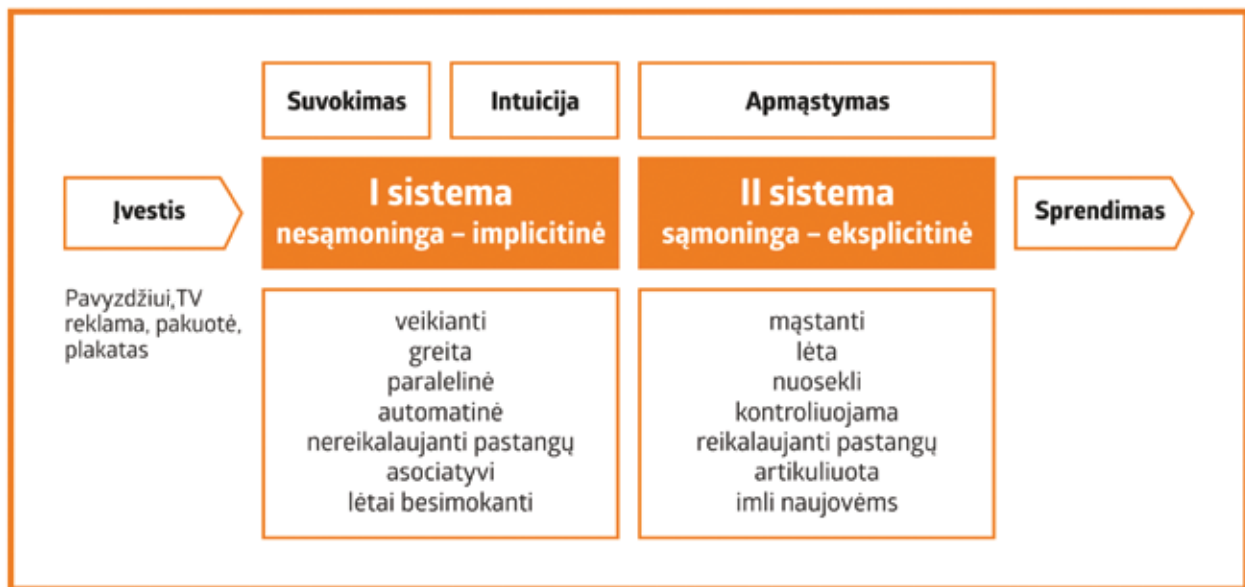 Suvokimas
Intuicija
Apmąstymas
Įvestis
I sistema
nesąmoninga – implicitinė
II sistema
sąmoninga – eksplicitinė
Sprendimas
Pavyzdžiui,TV
reklama, pakuotė,
plakatas
veikianti
greita
paralelinė
automatinė
nereikalaujanti pastangų
asociatyvi
lėtai besimokanti
mąstanti
lėta
nuosekli
kontroliuojama
reikalaujanti pastangų
artikuliuota
imli naujovėms